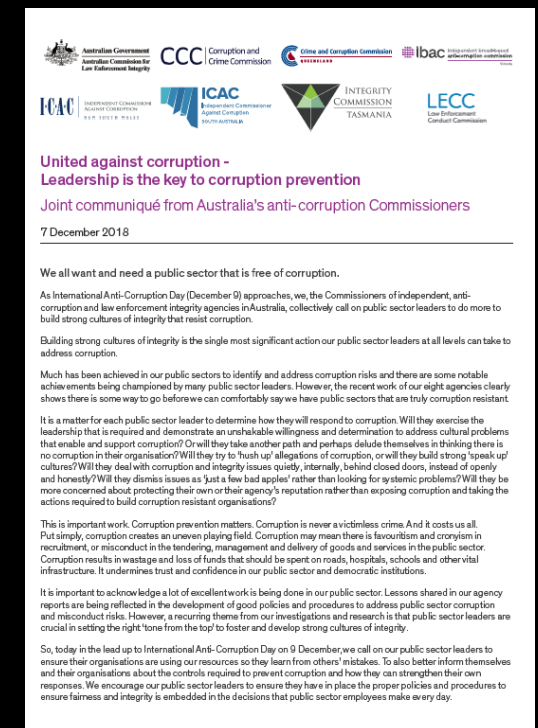 Australian Government
Australian Commission for
Law Enforcement Integrity
CCC Corruption and
Crime Commission
Crime and Corruption Commission
QUEENSLAND
ibac Independent broad-based
anti-corruption commission
Victoria
I·C·A·C INDEPENDENT COMMISSION
AGAINST CORRUPTION
NEW SOUTH WALES
ICAC
Independent Commissioner
Against Corruption
SOUTH AUSTRALIA
INTEGRITY
COMMISSION
TASMANIA
LECC
Law Enforcement
Conduct Commission
United against corruption -
Leadership is the key to corruption prevention
Joint communiqué from Australia's anti-corruption Commissioners
7 December 2018
We all want and need a public sector that is free of corruption.
As International Anti-Corruption Day (December 9) approaches, we, the Commissioners of independent, anti-
corruption and law enforcement integrity agencies in Australia, collectively call on public sector leaders to do more to
build strong cultures of integrity that resist corruption.
Building strong cultures of integrity is the single most significant action our public sector leaders at all levels can take to
address corruption.
Much has been achieved in our public sectors to identify and address corruption risks and there are some notable
achievements being championed by many public sector leaders. However, the recent work of our eight agencies clearly
shows there is some way to go before we can comfortably say we have public sectors that are truly corruption resistant.
It is a matter for each public sector leader to determine how they will respond to corruption. Will they exercise the
leadership that is required and demonstrate an unshakable willingness and determination to address cultural problems
that enable and support corruption? Or will they take another path and perhaps delude themselves in thinking there is
no corruption in their organisation? Will they try to 'hush up' allegations of corruption, or will they build strong 'speak up'
cultures? Will they deal with corruption and integrity issues quietly, internally, behind closed doors, instead of openly
and honestly? Will they dismiss issues as 'just a few bad apples' rather than looking for systemic problems? Will they be
more concerned about protecting their own or their agency's reputation rather than exposing corruption and taking the
actions required to build corruption resistant organisations?
This is important work. Corruption prevention matters. Corruption is never a victimless crime. And it costs us all.
Put simply, corruption creates an uneven playing field. Corruption may mean there is favouritism and cronyism in
recruitment, or misconduct in the tendering, management and delivery of goods and services in the public sector.
Corruption results in wastage and loss of funds that should be spent on roads, hospitals, schools and other vital
infrastructure. It undermines trust and confidence in our public sector and democratic institutions.
It is important to acknowledge a lot of excellent work is being done in our public sector. Lessons shared in our agency
reports are being reflected in the development of good policies and procedures to address public sector corruption
and misconduct risks. However, a recurring theme from our investigations and research is that public sector leaders are
crucial in setting the right 'tone from the top' to foster and develop strong cultures of integrity.
So, today in the lead up to International Anti-Corruption Day on 9 December, we call on our public sector leaders to
ensure their organisations are using our resources so they learn from others' mistakes. To also better inform themselves
and their organisations about the controls required to prevent corruption and how they can strengthen their own
responses. We encourage our public sector leaders to ensure they have in place the proper policies and procedures to
ensure fairness and integrity is embedded in the decisions that public sector employees make every day.